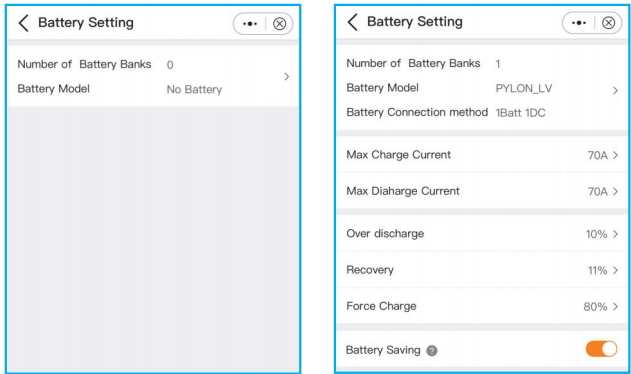 Battery Setting
Number of Battery Banks 0
Battery Model No Battery
Battery Setting
Number of Battery Banks 1
Battery Model PYLON_LV
Battery Connection method 1Batt 1DC
Max Charge Current 70A
Max Diaharge Current 70A
Over discharge 10%
Recovery 11%
Force Charge 80%
Battery Saving ?